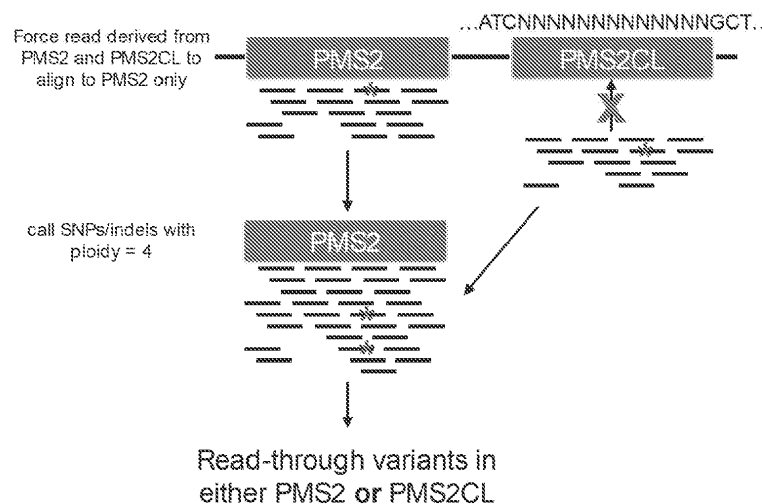 ...ATCNNNNNNNNNNNNNNGCT...
Force read derived from
PMS2 and PMS2CL to
align to PMS2 only
PMS2
PMS2CL
call SNPs/indels with
ploidy = 4
PMS2
Read-through variants in
either PMS2 or PMS2CL